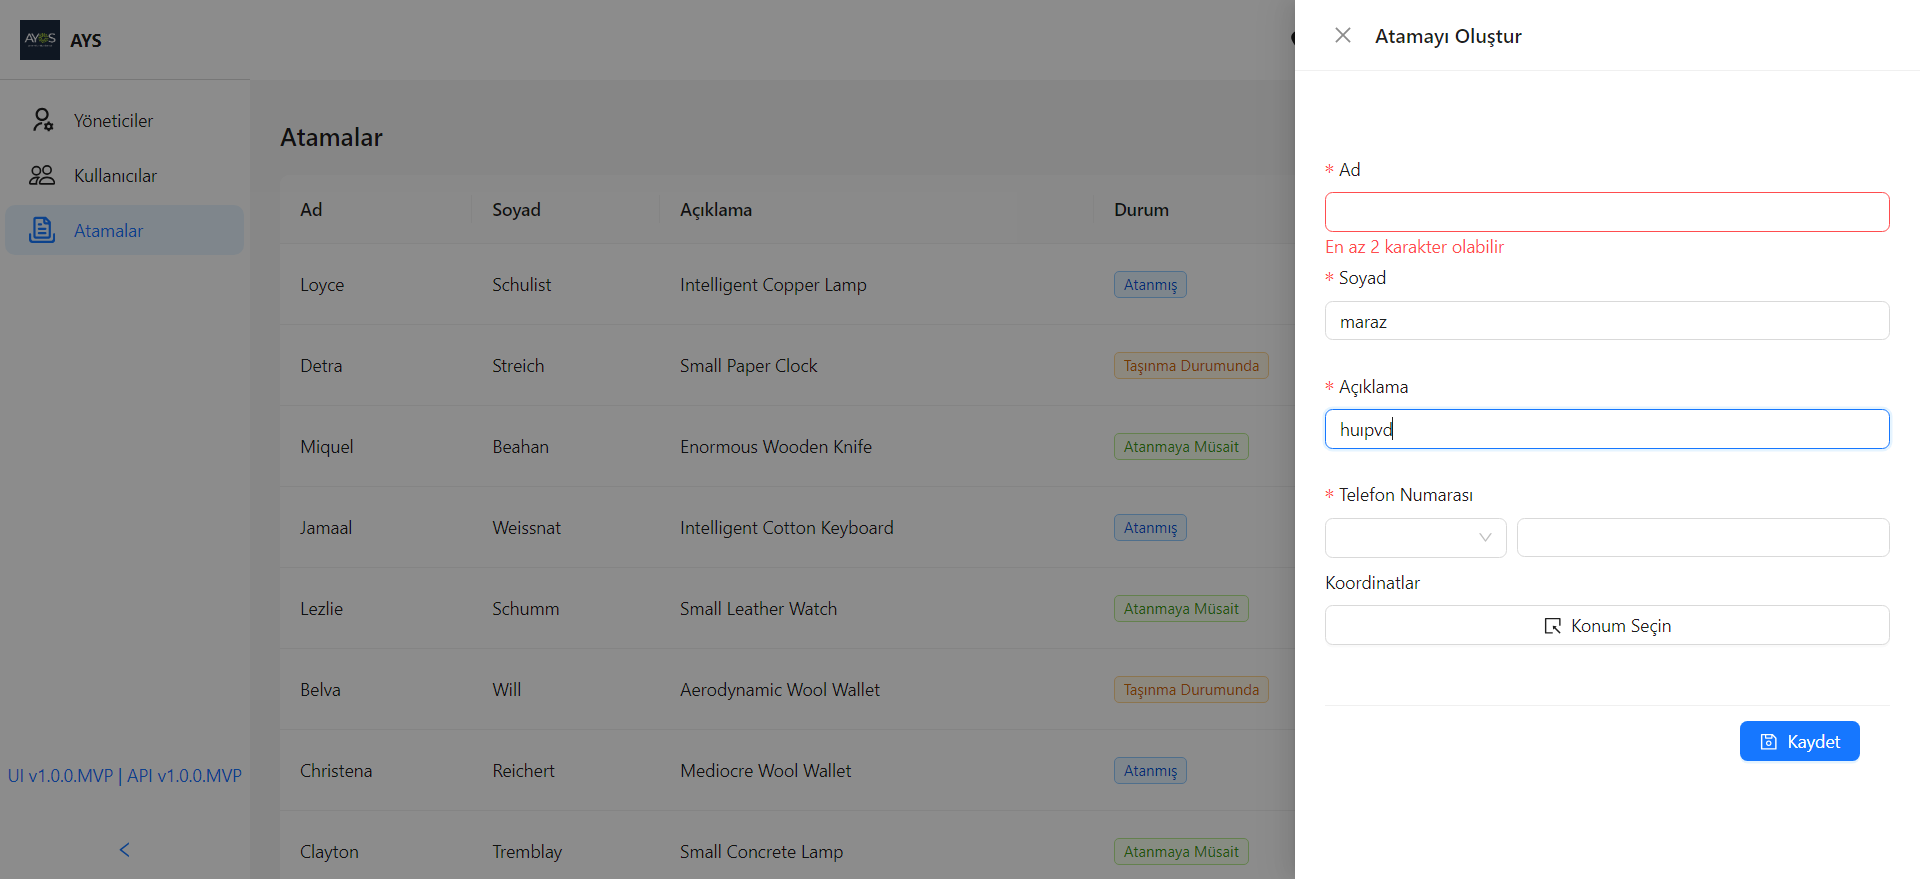 AYOS
AYS
Yöneticiler
Kullanıcılar
Atamalar
UI v1.0.0.MVP | API v1.0.0.MVP
Atamalar
Ad Soyad Açıklama Durum
Loyce Schulist Intelligent Copper Lamp Atanmış
Detra Streich Small Paper Clock Taşınma Durumunda
Miquel Beahan Enormous Wooden Knife Atanmaya Müsait
Jamaal Weissnat Intelligent Cotton Keyboard Atanmış
Lezlie Schumm Small Leather Watch Atanmaya Müsait
Belva Will Aerodynamic Wool Wallet Taşınma Durumunda
Christena Reichert Mediocre Wool Wallet Atanmış
Clayton Tremblay Small Concrete Lamp Atanmaya Müsait
Atamayı Oluştur
* Ad
En az 2 karakter olabilir
* Soyad
maraz
* Açıklama
huıpvd
* Telefon Numarası
Koordinatlar
Konum Seçin
Kaydet